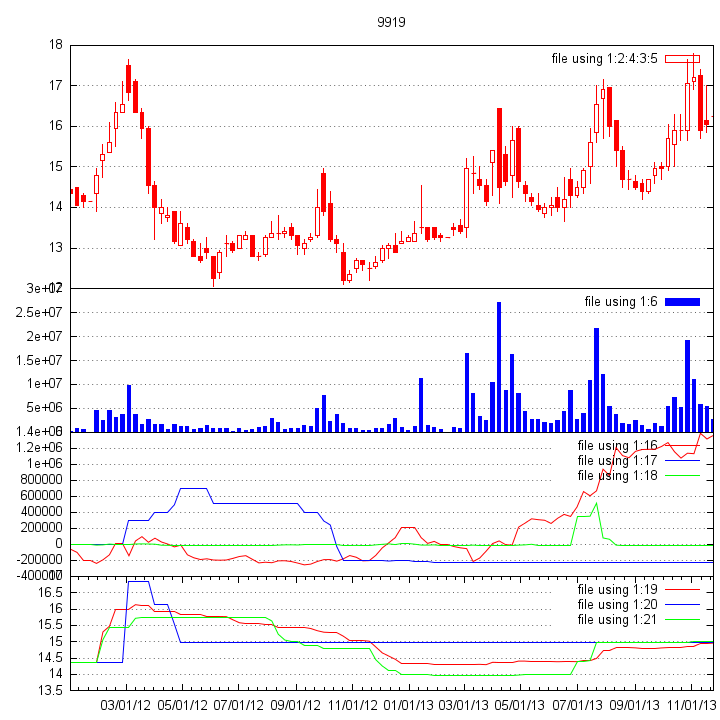 9919
18
file using 1:2:4:3:5
17
16
15
14
13
12
3e+07
file using 1:6
2.5e+07
2e+07
1.5e+07
1e+07
5e+06
0
1.4e+06
file using 1:16
1.2e+06
file using 1:17
1e+06
file using 1:18
800000
600000
400000
200000
0
-200000
-400000
17
file using 1:19
16.5
file using 1:20
16
file using 1:21
15.5
15
14.5
14
13.5
03/01/12 05/01/12 07/01/12 09/01/12 11/01/12 01/01/13 03/01/13 05/01/13 07/01/13 09/01/13 11/01/13